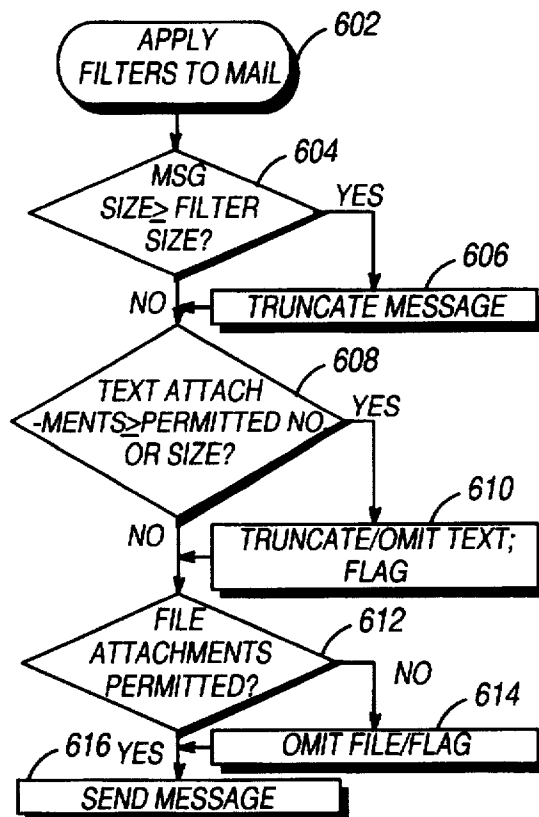 APPLY
FILTERS TO MAIL
602
604
MSG
SIZE≥ FILTER
SIZE?
YES
606
NO
TRUNCATE MESSAGE
608
TEXT ATTACH
-MENTS≥PERMITTED NO.
OR SIZE?
YES
610
NO
TRUNCATE/OMIT TEXT;
FLAG
FILE
ATTACHMENTS
PERMITTED?
612
NO
614
616
YES
OMIT FILE/FLAG
SEND MESSAGE